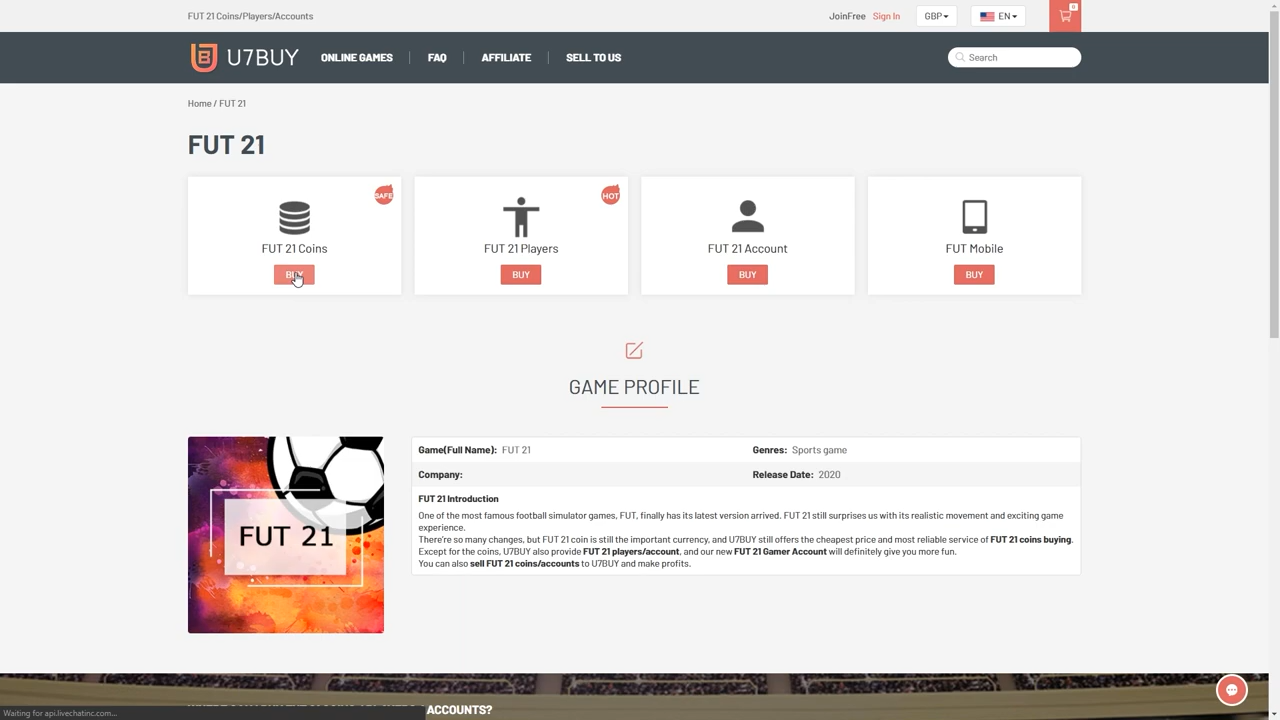 FUT 21 Coins/Players/Accounts
JoinFree Sign In GBP EN 0
U7BUY ONLINE GAMES FAQ AFFILIATE SELL TO US Search
Home / FUT 21
FUT 21
SAFE HOT
FUT 21 Coins FUT 21 Players FUT 21 Account FUT Mobile
BUY BUY BUY BUY
GAME PROFILE
Game(Full Name): FUT 21 Genres: Sports game
Company: Release Date: 2020
FUT 21 Introduction
One of the most famous football simulator games, FUT, finally has its latest version arrived. FUT 21 still surprises us with its realistic movement and exciting game
experience.
There're so many changes, but FUT 21 coin is still the important currency, and U7BUY still offers the cheapest price and most reliable service of FUT 21 coins buying.
Except for the coins, U7BUY also provide FUT 21 players/account, and our new FUT 21 Gamer Account will definitely give you more fun.
You can also sell FUT 21 coins/accounts to U7BUY and make profits.
FUT 21
ACCOUNTS?
Waiting for api.livechatinc.com...